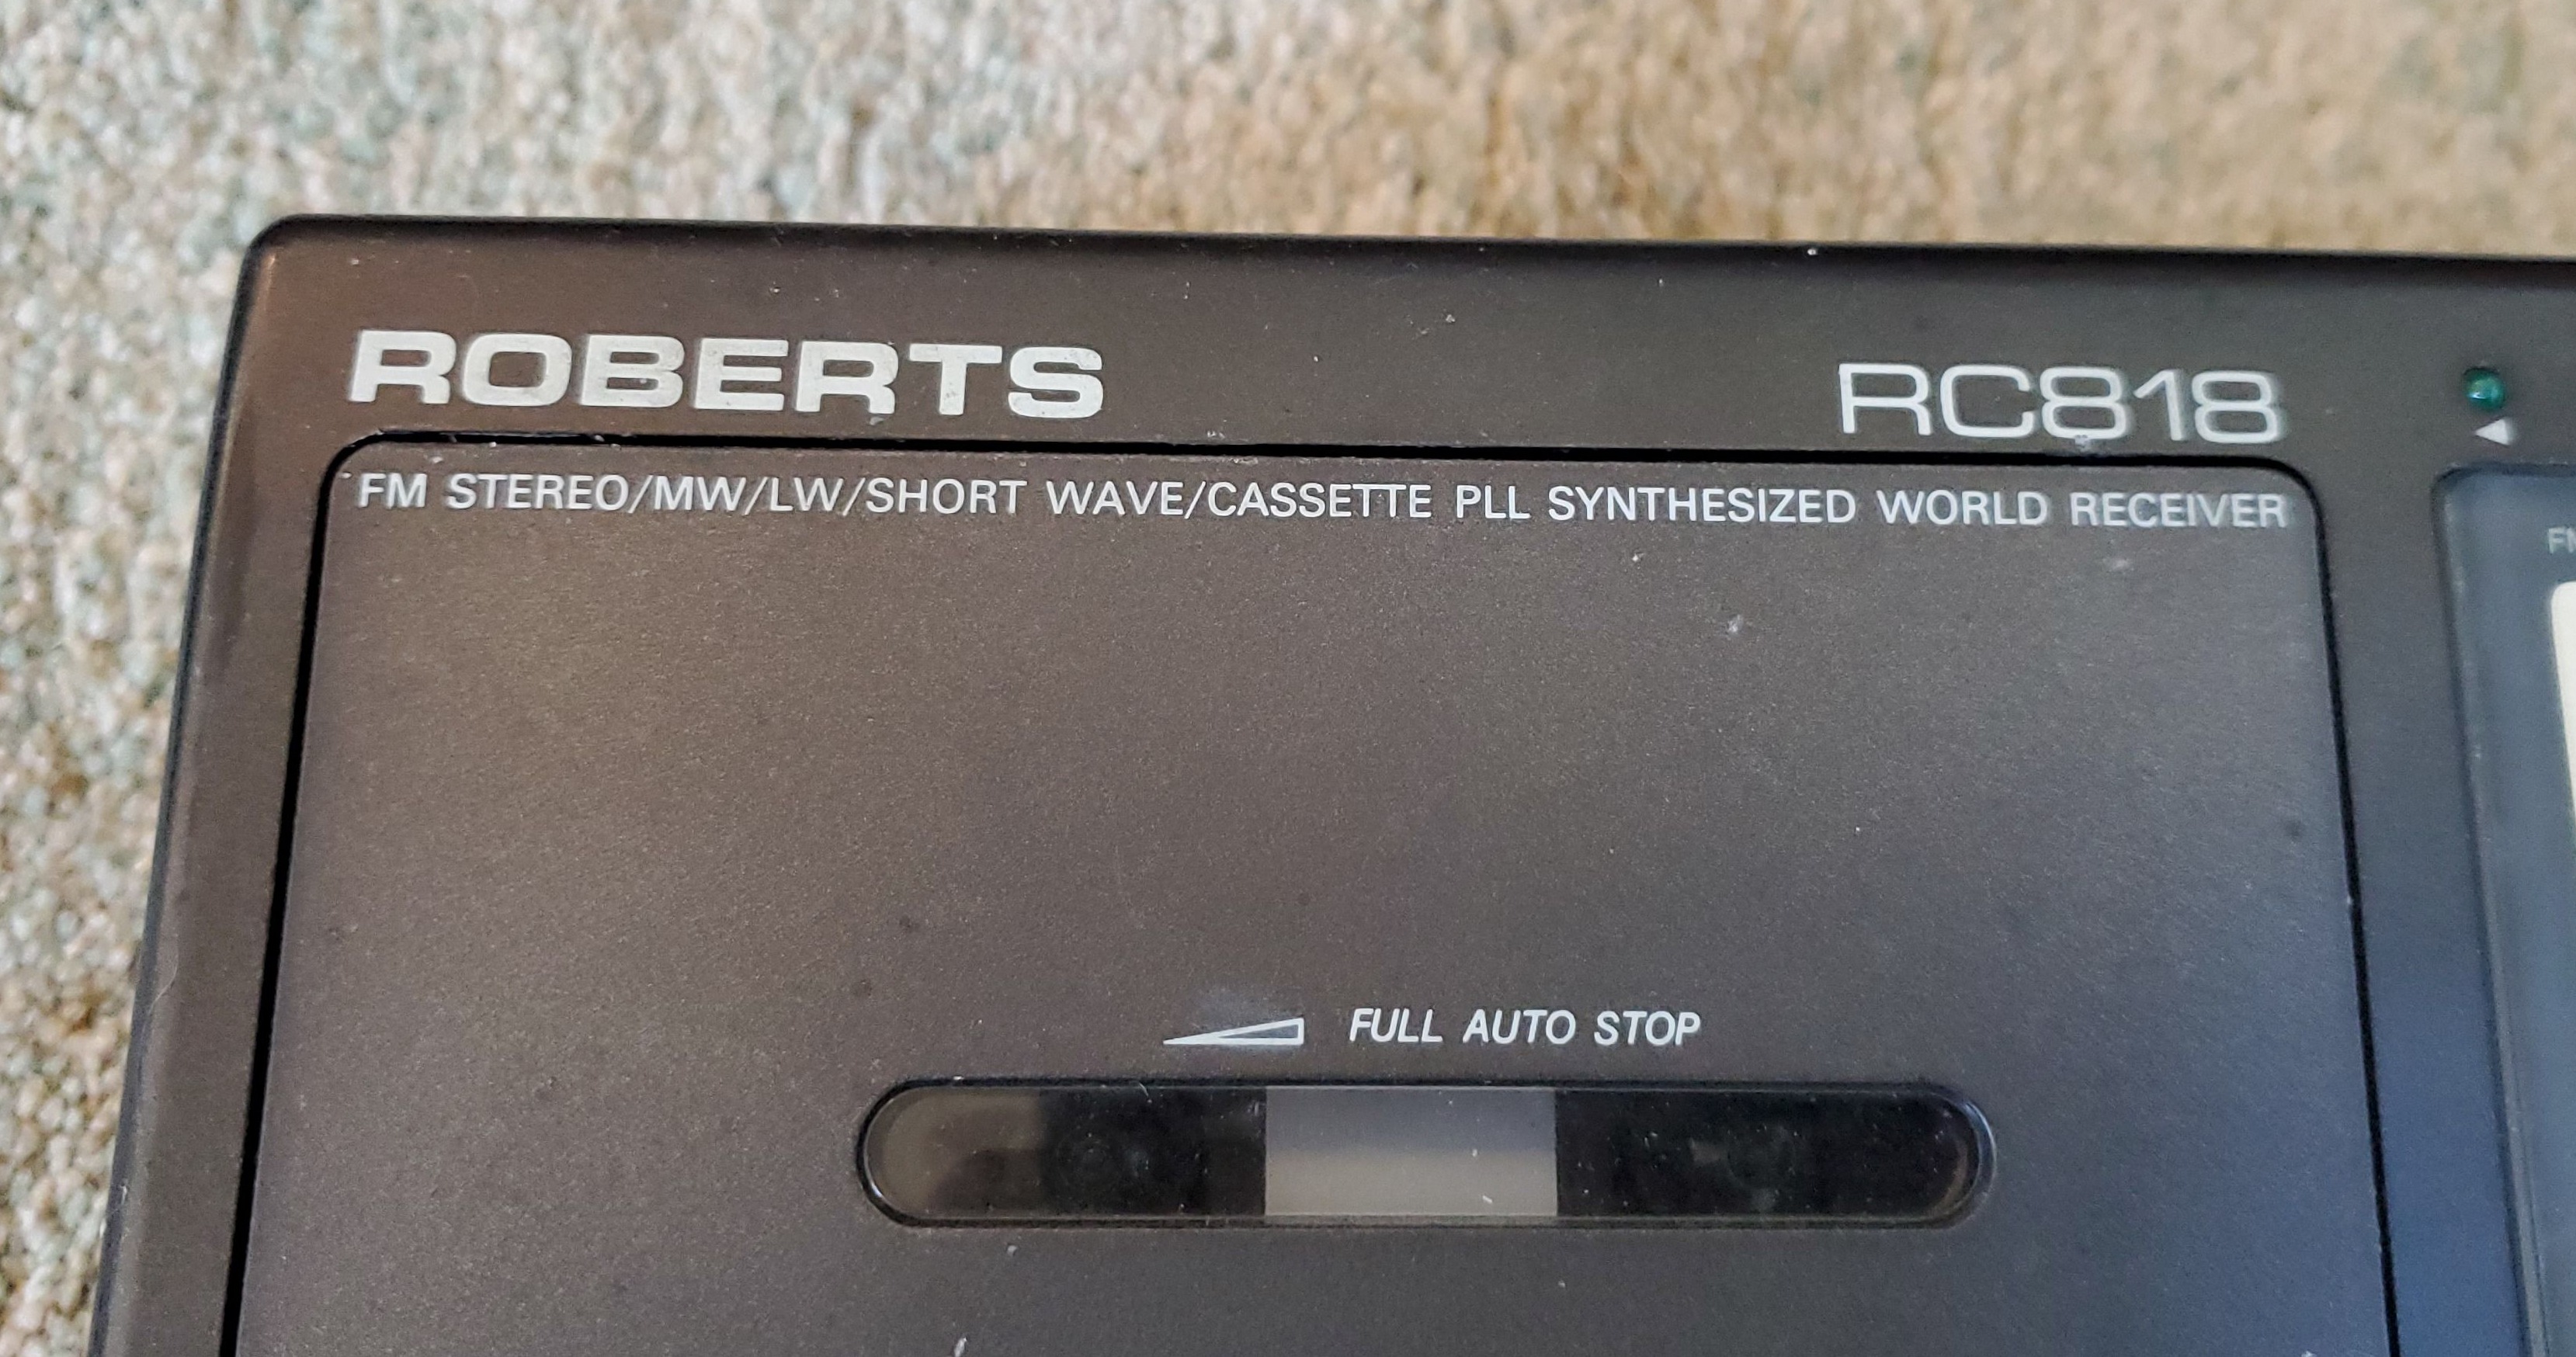 ROBERTS
RC818
FM STEREO/MW/LW/SHORT WAVE/CASSETTE PLL SYNTHESIZED WORLD RECEIVER
FULL AUTO STOP